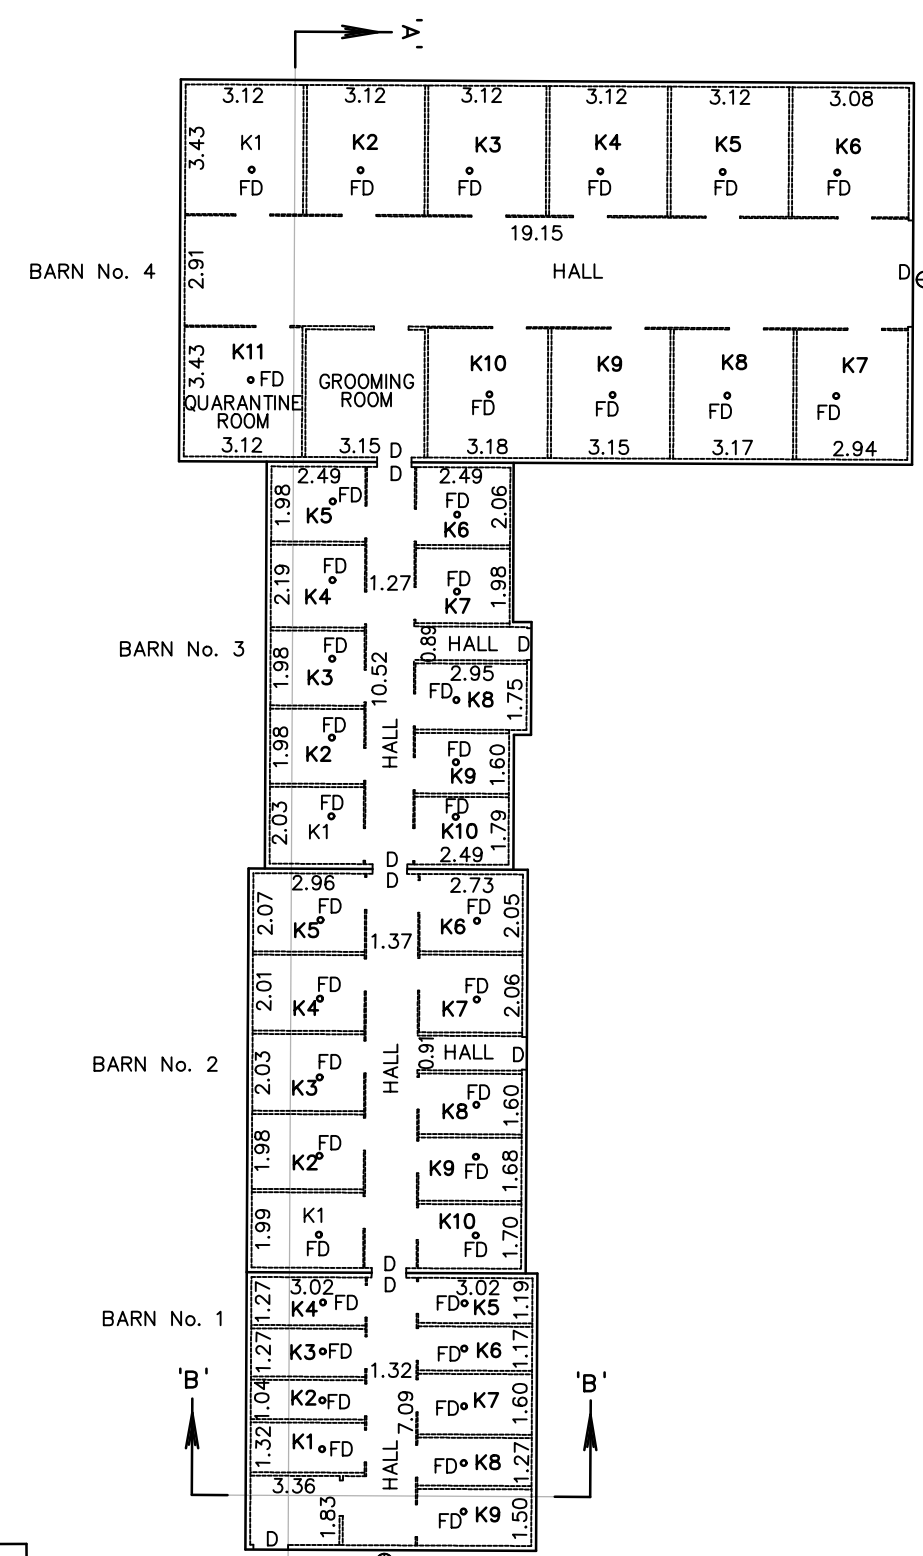 'A'
3.12 3.12 3.12 3.12 3.12 3.08
3.43 K1 K2 K3 K4 K5 K6
FD FD FD FD FD FD
19.15
BARN No. 4 2.91 HALL D
3.43 K11 K10 K9 K8 K7
FD FD FD FD FD
QUARANTINE
ROOM
GROOMING
ROOM
3.12 3.15 D 3.18 3.15 3.17 2.94
D
2.49 2.49
1.98 FD K5 FD K6 2.06
2.19 FD K4 1.27 FD K7 1.98
BARN No. 3
0.89 HALL D
1.98 FD K3 10.52 2.95 FD K8 1.75
1.98 FD K2 HALL FD K9 1.60
2.03 FD K1 FD K10 1.79
2.49
D
D
2.96 2.73
2.07 FD K5 FD K6 2.05
1.37
2.01 FD K4 FD K7 2.06
BARN No. 2
HALL 0.91 HALL D
2.03 FD K3 FD K8 1.60
1.98 FD K2 K9 FD 1.68
1.99 K1 FD K10 FD 1.70
D
D
3.02 3.02
BARN No. 1
1.27 K4 FD FD K5 1.19
1.27 K3 FD FD K6 1.17
1.32
'B' 'B'
1.04 K2 FD 7.09 FD K7 1.60
1.32 K1 FD HALL FD K8 1.27
3.36
1.83 FD K9 1.50
D